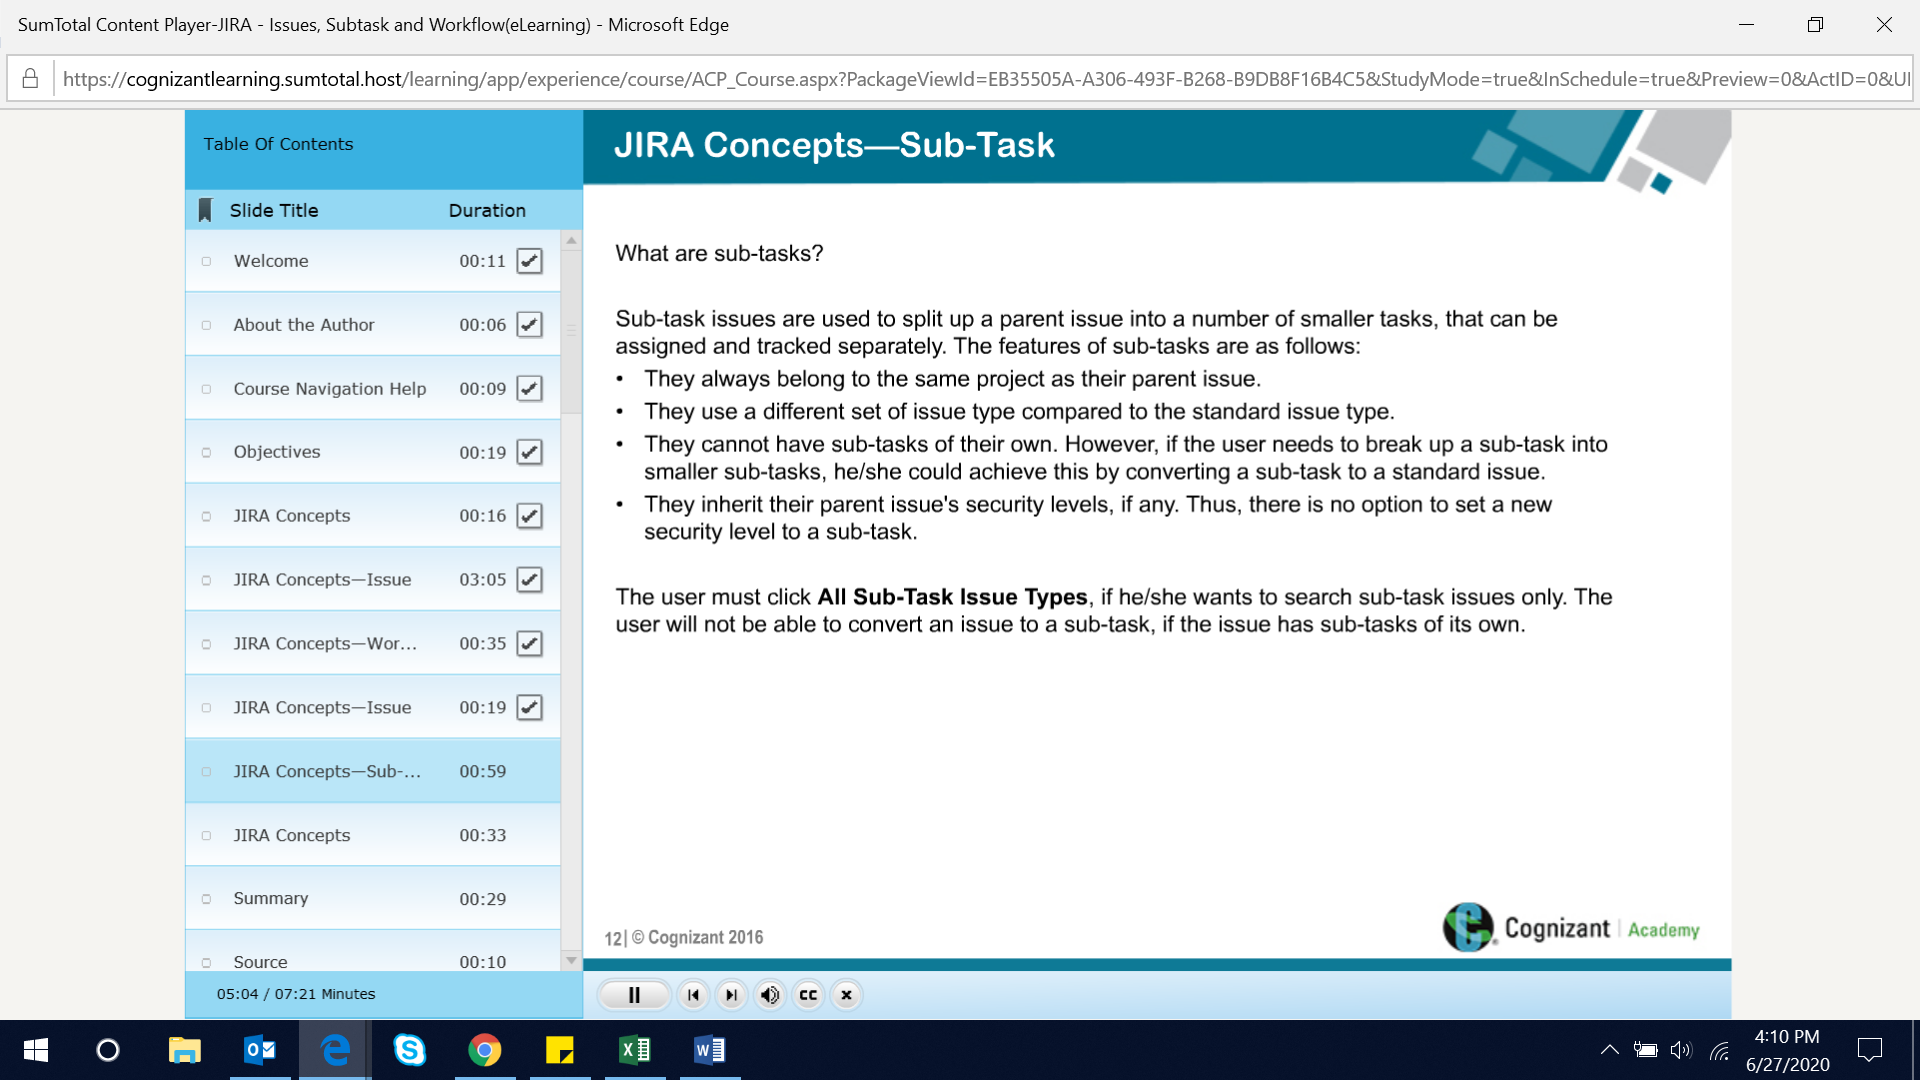 SumTotal Content Player-JIRA - Issues, Subtask and Workflow(eLearning) - Microsoft Edge
https://cognizantlearning.sumtotal.host/learning/app/experience/course/ACP_Course.aspx?PackageViewId=EB35505A-A306-493F-B268-B9DB8F16B4C5&StudyMode=true&InSchedule=true&Preview=0&ActID=0&UI
Table Of Contents
Slide Title Duration
Welcome 00:11
About the Author 00:06
Course Navigation Help 00:09
Objectives 00:19
JIRA Concepts 00:16
JIRA Concepts—Issue 03:05
JIRA Concepts—Wor... 00:35
JIRA Concepts—Issue 00:19
JIRA Concepts—Sub-... 00:59
JIRA Concepts 00:33
Summary 00:29
Source 00:10
05:04 / 07:21 Minutes
JIRA Concepts—Sub-Task
What are sub-tasks?
Sub-task issues are used to split up a parent issue into a number of smaller tasks, that can be
assigned and tracked separately. The features of sub-tasks are as follows:
• They always belong to the same project as their parent issue.
• They use a different set of issue type compared to the standard issue type.
• They cannot have sub-tasks of their own. However, if the user needs to break up a sub-task into
smaller sub-tasks, he/she could achieve this by converting a sub-task to a standard issue.
• They inherit their parent issue's security levels, if any. Thus, there is no option to set a new
security level to a sub-task.
The user must click All Sub-Task Issue Types, if he/she wants to search sub-task issues only. The
user will not be able to convert an issue to a sub-task, if the issue has sub-tasks of its own.
12| © Cognizant 2016
Cognizant | Academy
CC
4:10 PM
6/27/2020